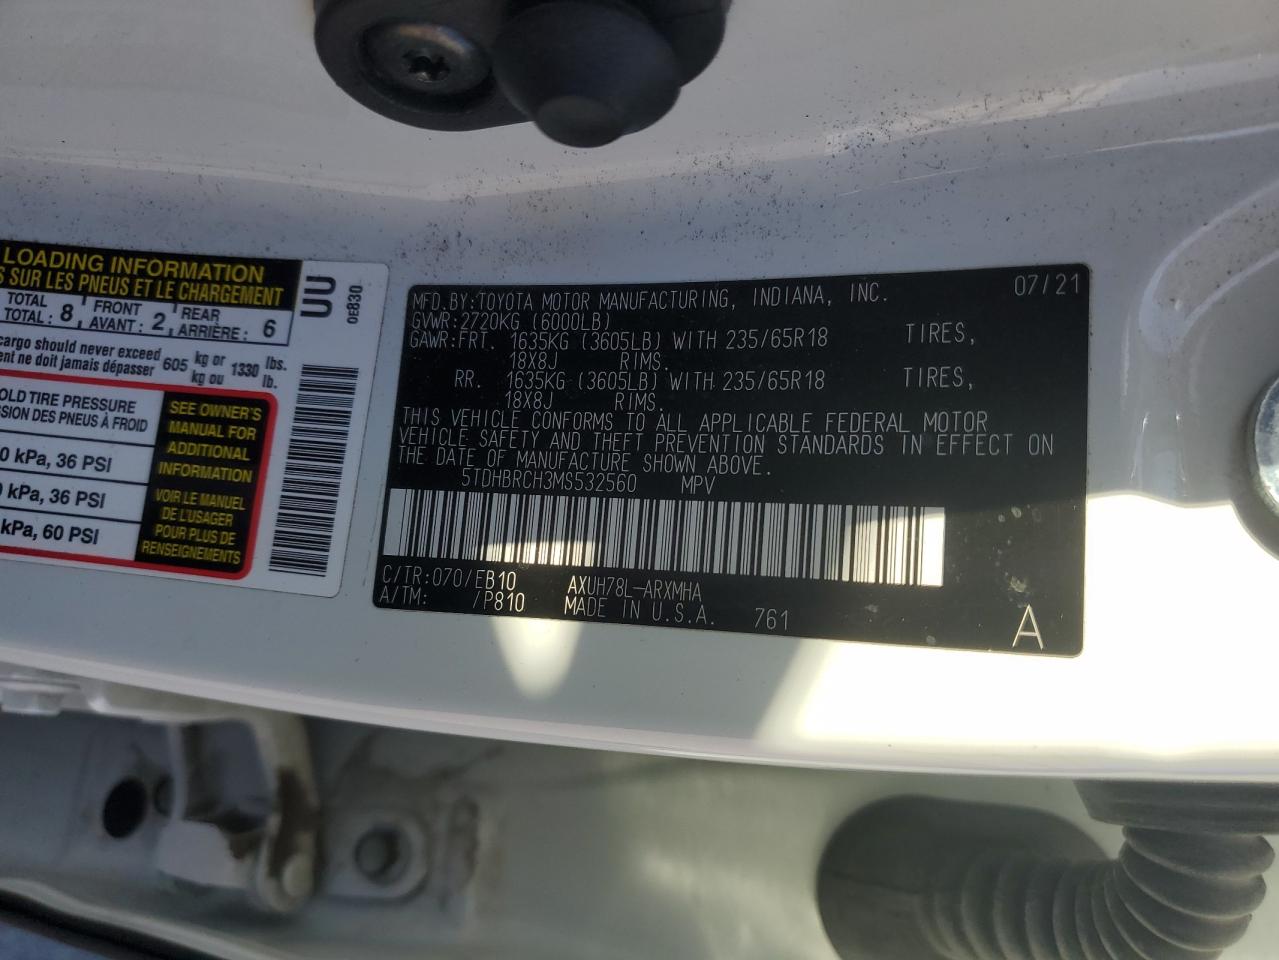 LOADING INFORMATION
SUR LES PNEUS ET LE CHARGEMENT
TOTAL FRONT REAR
TOTAL: 8 AVANT: 2 ARRIÈRE: 6
cargo should never exceed 605 kg or 1330 lbs.
ne doit jamais dépasser kg ou lb.
OLD TIRE PRESSURE
SSION DES PNEUS À FROID
0 kPa, 36 PSI
0 kPa, 36 PSI
kPa, 60 PSI
SEE OWNER'S
MANUAL FOR
ADDITIONAL
INFORMATION
VOIR LE MANUEL
DE L'USAGER
POUR PLUS DE
RENSEIGNEMENTS
0E830
MFD.BY:TOYOTA MOTOR MANUFACTURING, INDIANA, INC. 07/21
GVWR:2720KG (6000LB)
GAWR:FRT. 1635KG (3605LB) WITH 235/65R18 TIRES,
18X8J RIMS.
RR. 1635KG (3605LB) WITH 235/65R18 TIRES,
18X8J RIMS.
THIS VEHICLE CONFORMS TO ALL APPLICABLE FEDERAL MOTOR
VEHICLE SAFETY AND THEFT PREVENTION STANDARDS IN EFFECT ON
THE DATE OF MANUFACTURE SHOWN ABOVE.
5TDHBRCH3MS532560 MPV
C/TR:070/EB10 AXUH78L-ARXMHA
A/TM: /P810 MADE IN U.S.A. 761
A